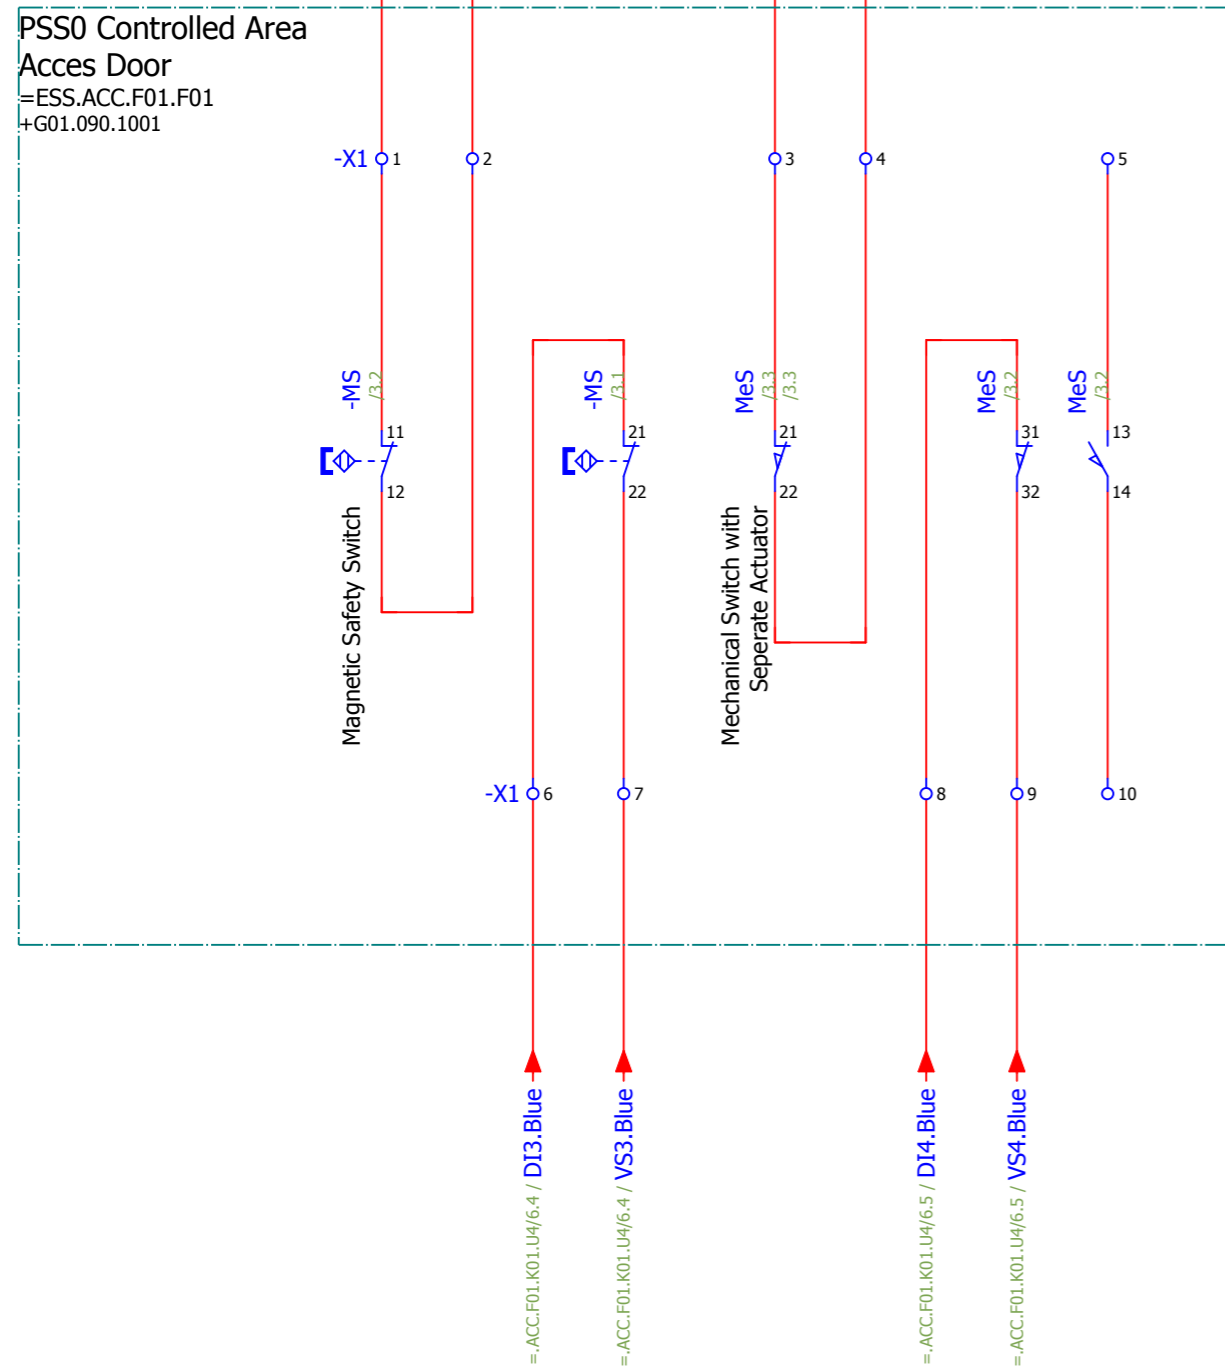 PSS0 Controlled Area
Acces Door
=ESS.ACC.F01.F01
+G01.090.1001
-X1 1 2 3 4 5
-MS /3.2
-MS /3.1
MeS /3.3 /3.3
MeS /3.2
MeS /3.2
11 21 21 31 13
12 22 22 32 14
Magnetic Safety Switch
Mechanical Switch with
Seperate Actuator
-X1 6 7 8 9 10
=.ACC.F01.K01.U4/6.4 / DI3.Blue
=.ACC.F01.K01.U4/6.4 / VS3.Blue
=.ACC.F01.K01.U4/6.5 / DI4.Blue
=.ACC.F01.K01.U4/6.5 / VS4.Blue